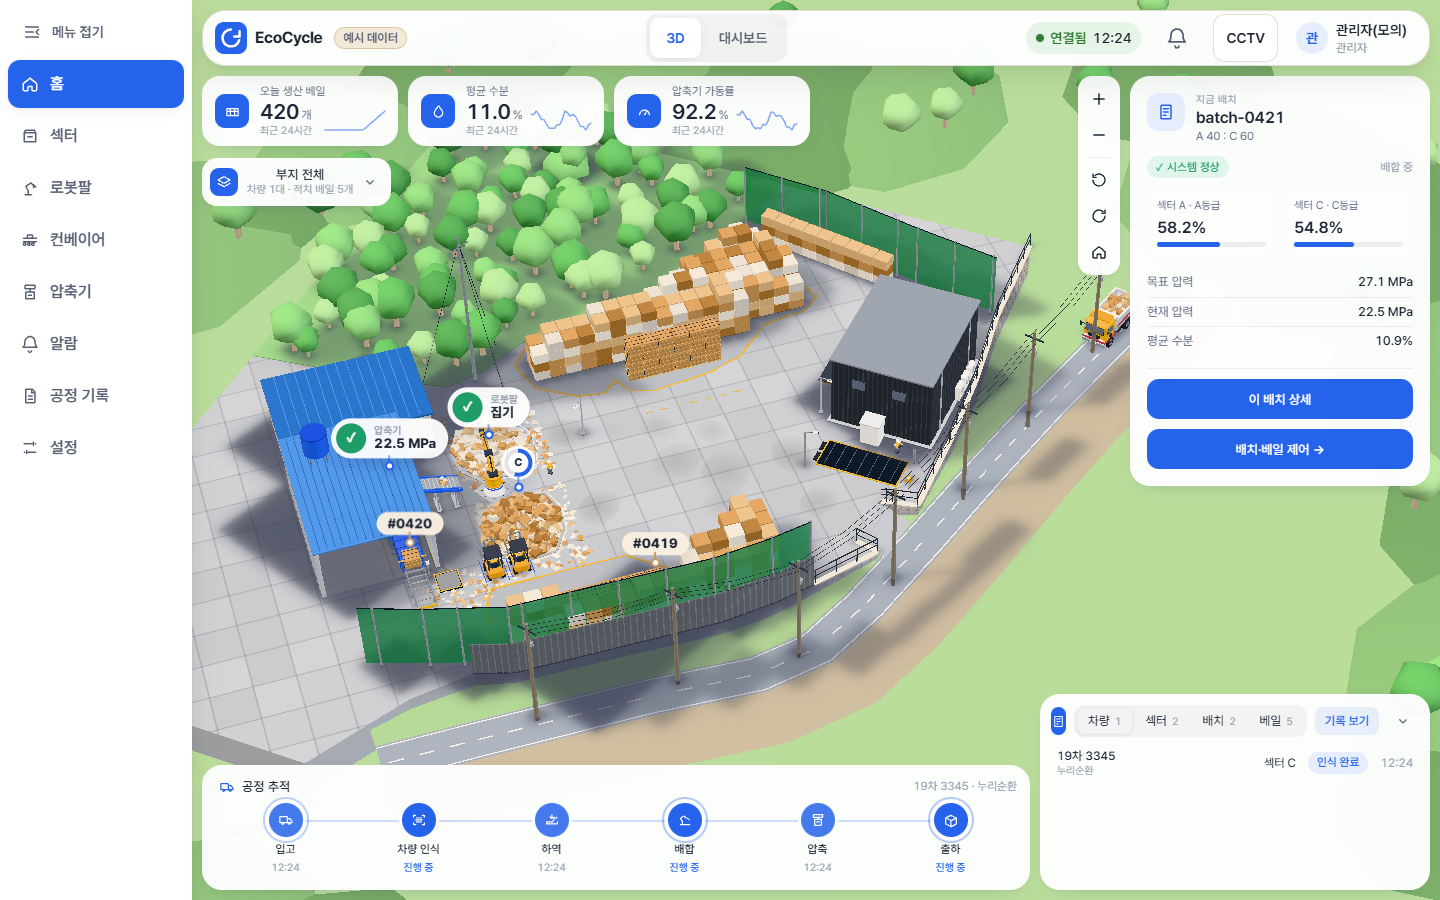 메뉴 접기
홈
섹터
로봇팔
컨베이어
압축기
알람
공정 기록
설정
EcoCycle
예시 데이터
3D
대시보드
연결됨 12:24
CCTV
관
관리자(모의)
관리자
오늘 생산 베일
420개
최근 24시간
평균 수분
11.0%
최근 24시간
압축기 가동률
92.2%
최근 24시간
부지 전체
차량 1대 · 적치 베일 5개
지금 배치
batch-0421
A 40 : C 60
✓ 시스템 정상
배합 중
섹터 A · A등급
58.2%
섹터 C · C등급
54.8%
목표 압력 27.1 MPa
현재 압력 22.5 MPa
평균 수분 10.9%
이 배치 상세
배치·베일 제어 →
로봇팔
집기
압축기
22.5 MPa
C
#0420
#0419
공정 추적
19차 3345 · 누리순환
입고
12:24
차량 인식
진행 중
하역
12:24
배합
진행 중
압축
12:24
출하
진행 중
차량 1
섹터 2
배치 2
베일 5
기록 보기
19차 3345
누리순환
섹터 C
인식 완료
12:24